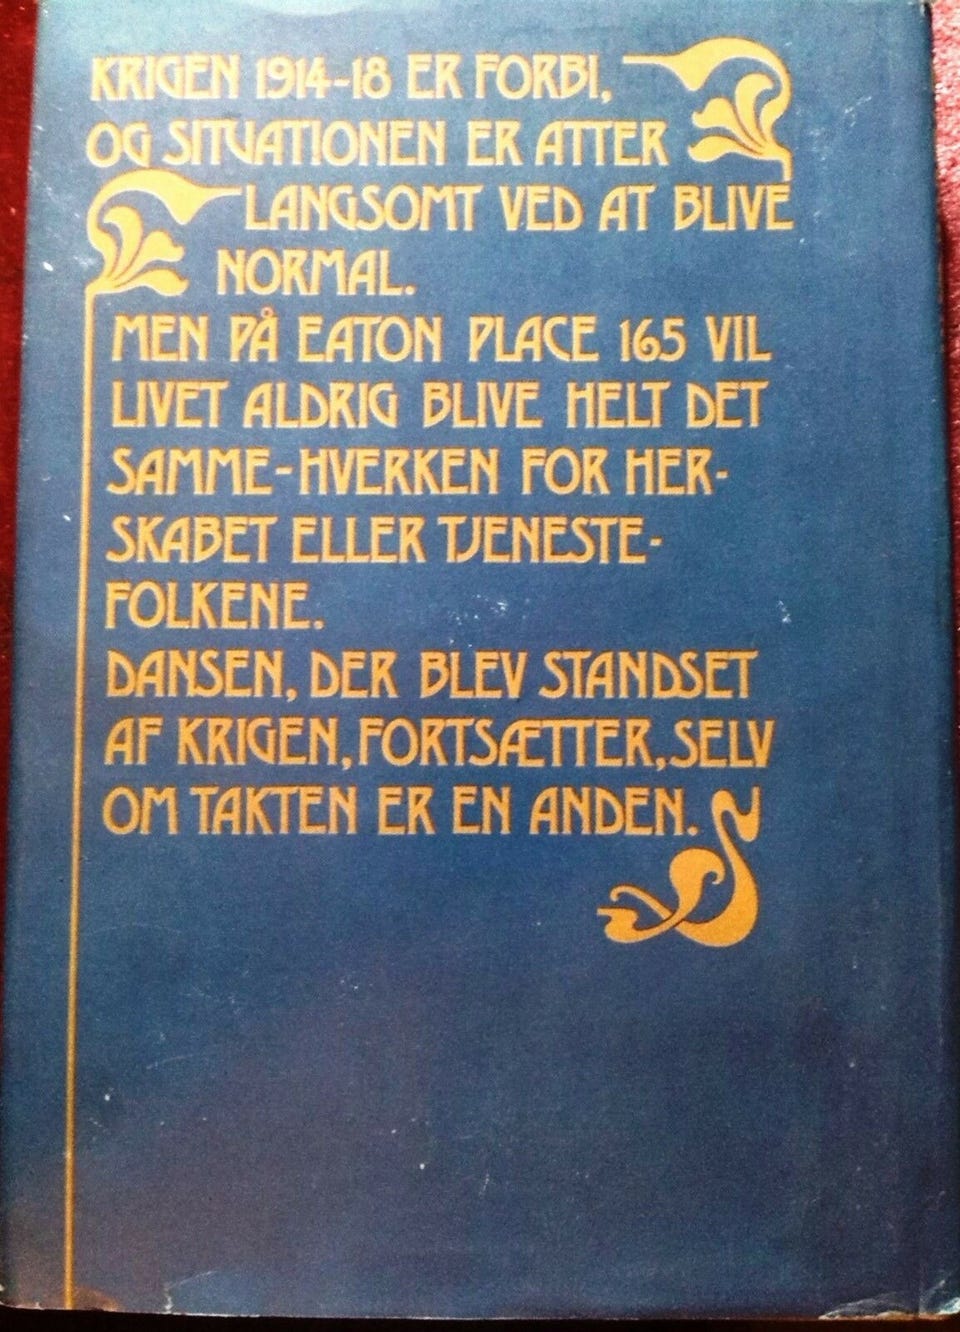 KRIGEN 1914-18 ER FORBI,
OG SITUATIONEN ER ATTER
LANGSOMT VED AT BLIVE
NORMAL.
MEN PÅ EATON PLACE 165 VIL
LIVET ALDRIG BLIVE HELT DET
SAMME-HVERKEN FOR HER-
SKABET ELLER TJENESTE-
FOLKENE.
DANSEN, DER BLEV STANDSET
AF KRIGEN, FORTSÆTTER, SELV
OM TAKTEN ER EN ANDEN.